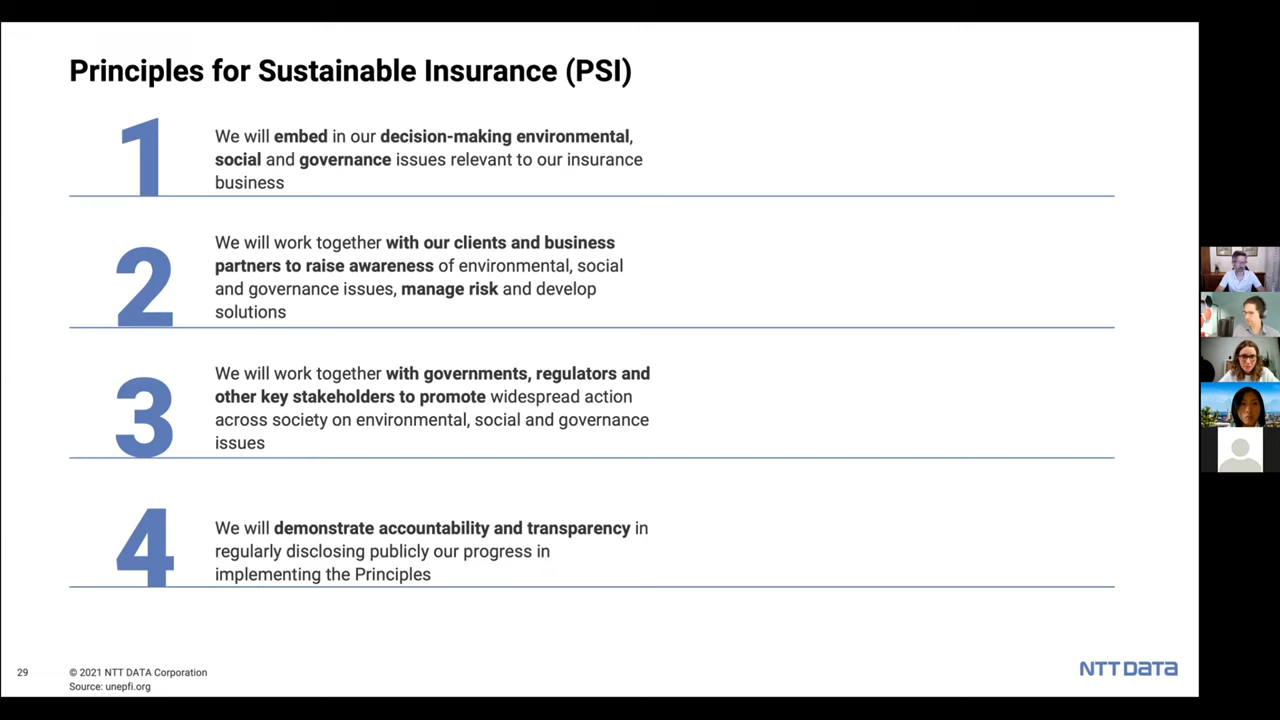 Principles for Sustainable Insurance (PSI)
1
We will embed in our decision-making environmental,
social and governance issues relevant to our insurance
business
2
We will work together with our clients and business
partners to raise awareness of environmental, social
and governance issues, manage risk and develop
solutions
3
We will work together with governments, regulators and
other key stakeholders to promote widespread action
across society on environmental, social and governance
issues
4
We will demonstrate accountability and transparency in
regularly disclosing publicly our progress in
implementing the Principles
29
© 2021 NTT DATA Corporation
Source: unepfi.org
NTT DATA